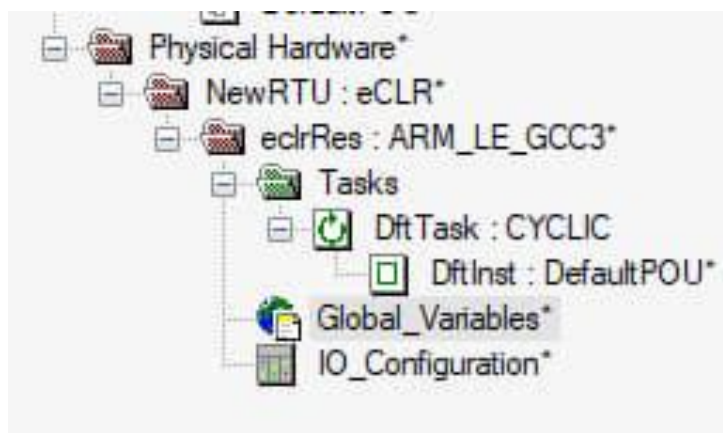 Physical Hardware*
NewRTU : eCLR*
eclrRes : ARM_LE_GCC3*
Tasks
DftTask : CYCLIC
DftInst : DefaultPOU*
Global_Variables*
IO_Configuration*